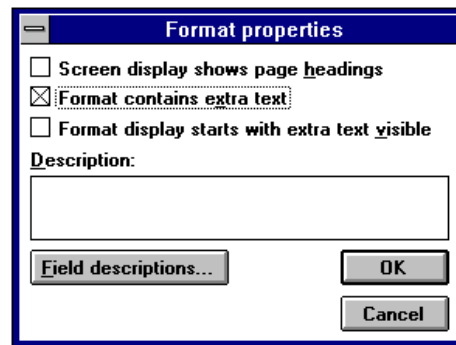 Format properties
Screen display shows page headings
Format contains extra text
Format display starts with extra text visible
Description:
Field descriptions...
OK
Cancel